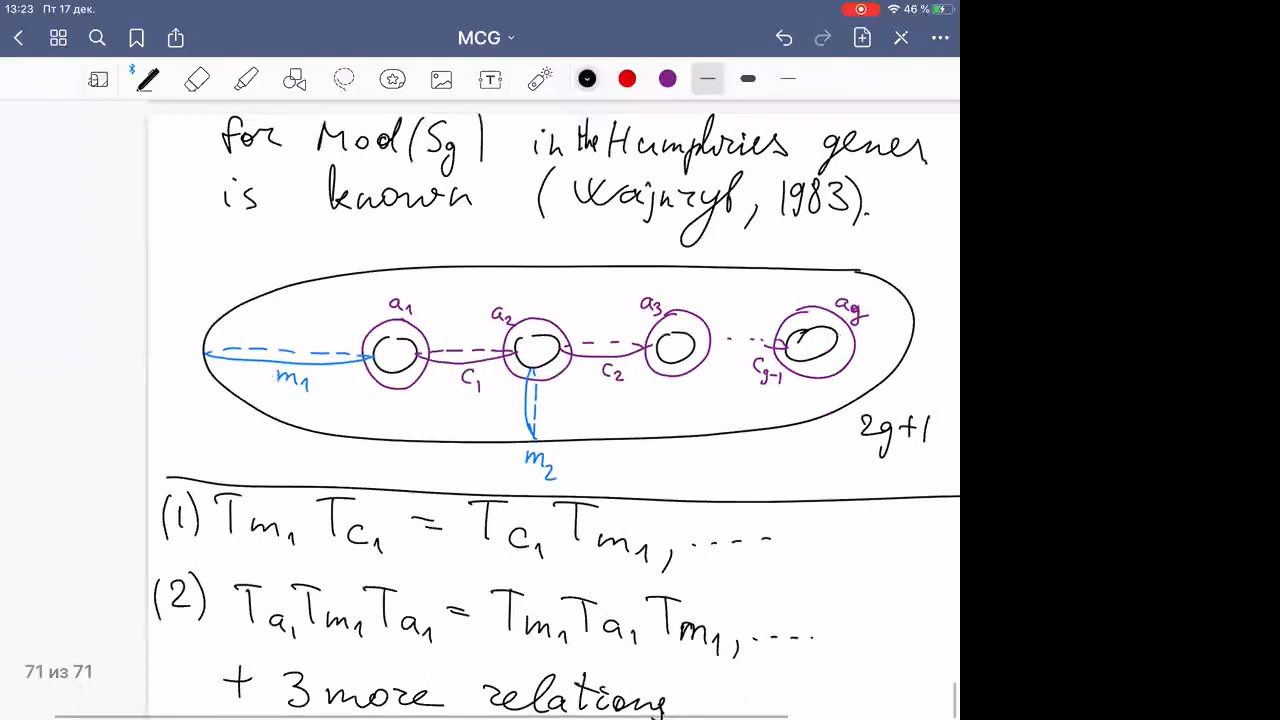 13:23 Пт 17 дек. 46 %
MCG
for Mod(Sg) in the Humphries gener
is known (Wajnryb, 1983).
a1 a2 a3 ag
m1 c1 c2 cg-1
2g+1
m2
(1) Tm1 Tc1 = Tc1 Tm1, .....
(2) Ta1 Tm1 Ta1 = Tm1 Ta1 Tm1, .....
71 из 71
+ 3 more relations